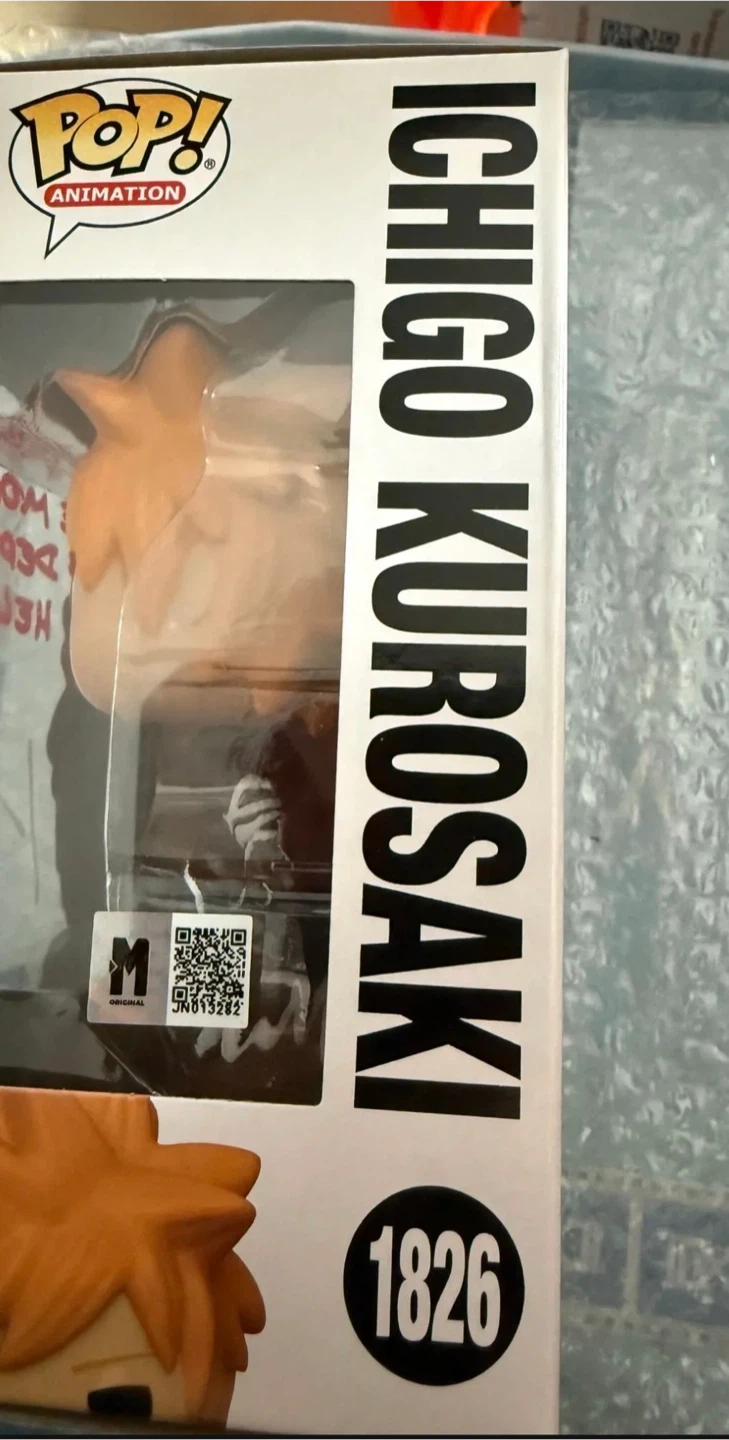 POP!®
ANIMATION
ICHIGO KUROSAKI
M
ORIGINAL
JN013282
1826